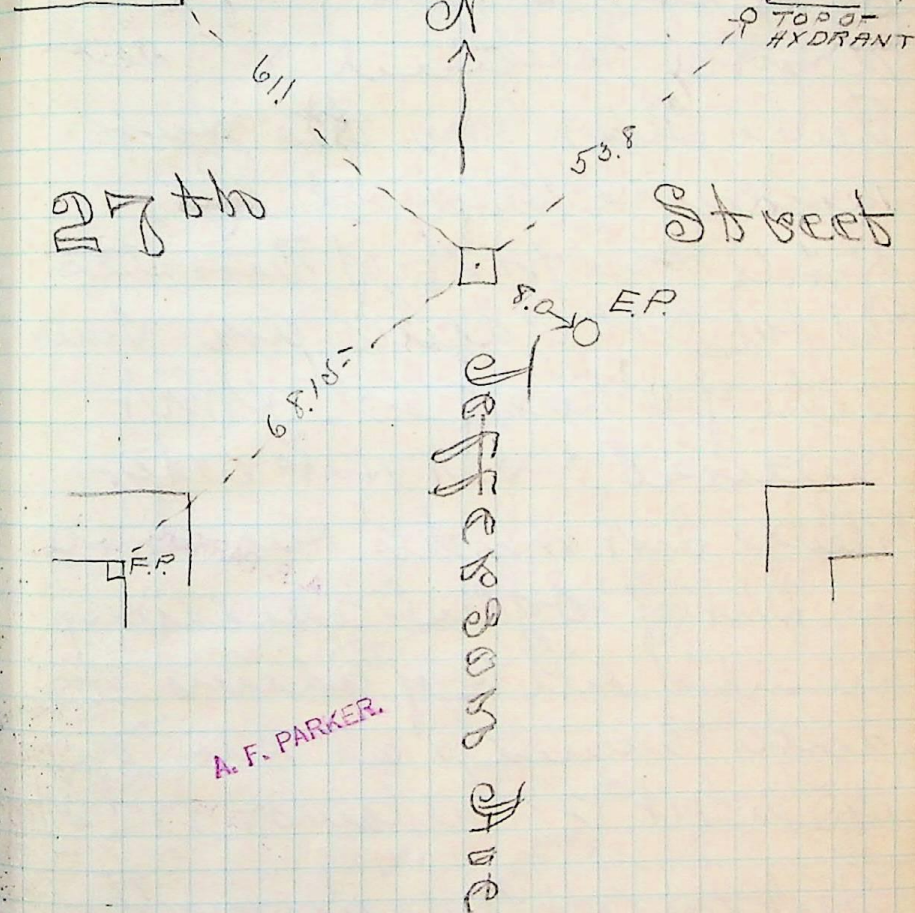 N
TOP OF
HYDRANT
61.1
53.8
27th Street
8.0
E.P.
68.15
Jefferson Ave
E.P.
A. F. PARKER.